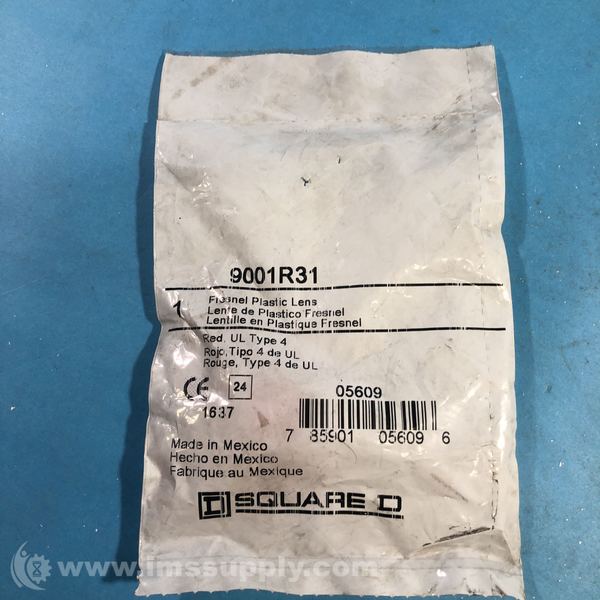 9001R31
1
Fresnel Plastic Lens
Lente de Plastico Fresnel
Lentille en Plastique Fresnel
Red, UL Type 4
Rojo, Tipo 4 de UL
Rouge, Type 4 de UL
CE 24
1637
05609
7 85901 05609 6
Made in Mexico
Hecho en Mexico
Fabrique au Mexique
D SQUARE D
www.imssupply.com